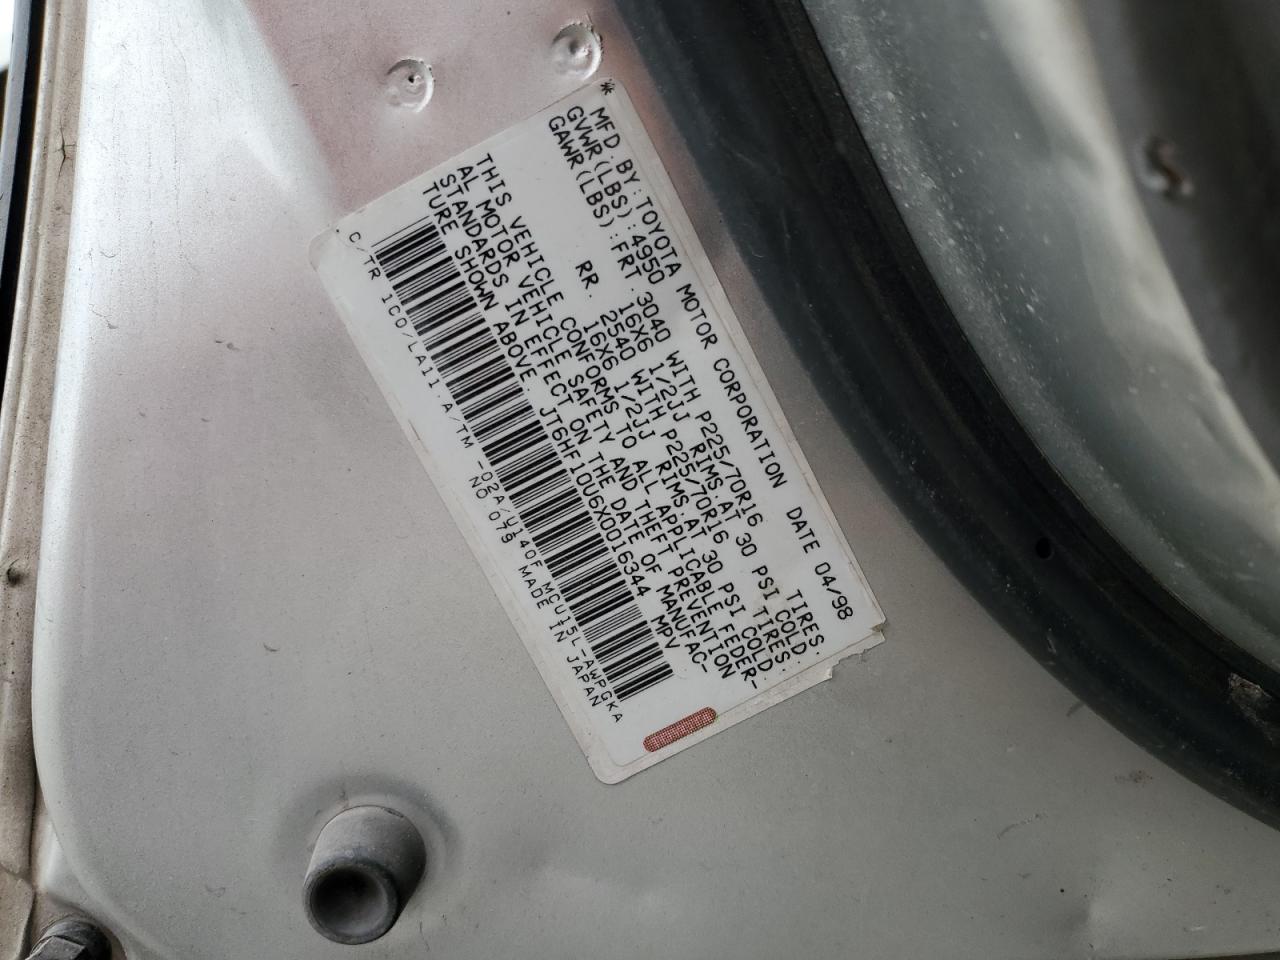 MFD. BY: TOYOTA MOTOR CORPORATION DATE 04/98
GVWR(LBS): 4950
GAWR(LBS): FRT. 3040 WITH P225/70R16 TIRES.
16X6 1/2JJ RIMS.AT 30 PSI COLD.
RR. 2540 WITH P225/70R16 TIRES.
16X6 1/2JJ RIMS.AT 30 PSI COLD.
THIS VEHICLE CONFORMS TO ALL APPLICABLE FEDER-
AL MOTOR VEHICLE SAFETY AND THEFT PREVENTION
STANDARDS IN EFFECT ON THE DATE OF MANUFAC-
TURE SHOWN ABOVE. JT6HF10U6X0016344 MPV
C/TR 1C0/LA11.A/TM -02A/U140F MCU15L-AWPGKA
NO 079 MADE IN JAPAN